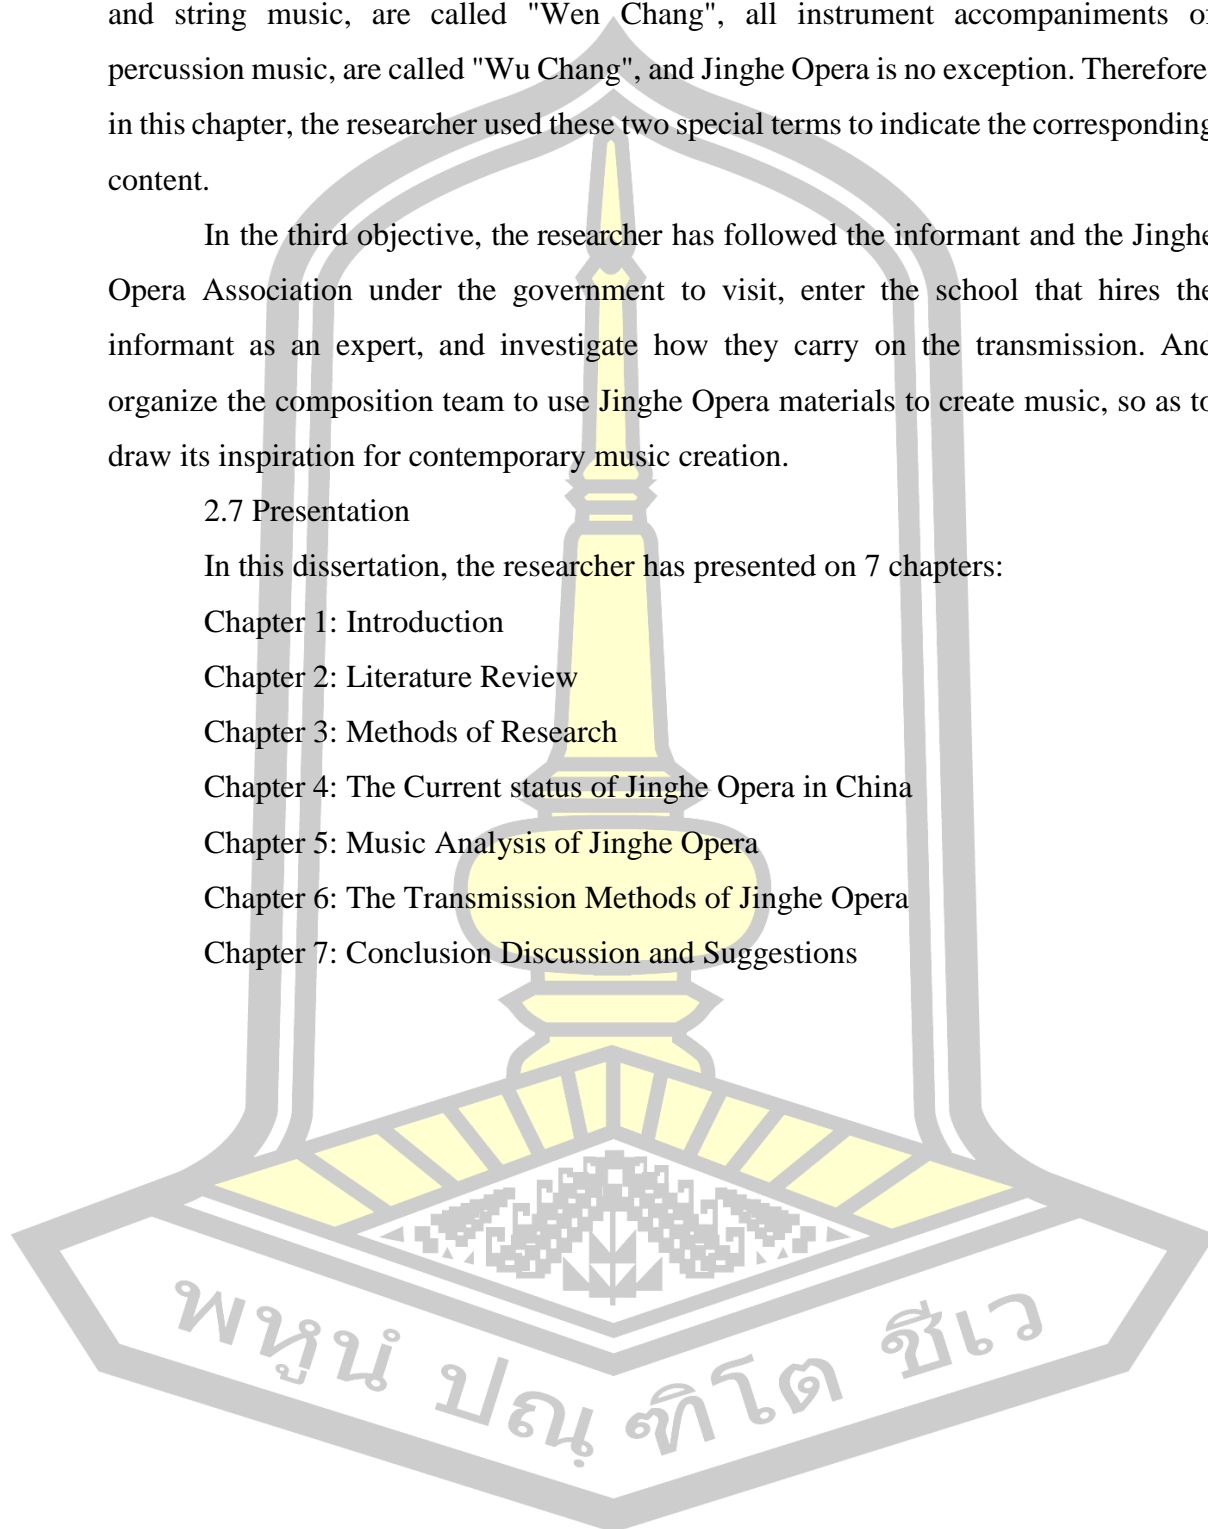 and string music, are called "Wen Chang", all instrument accompaniments of
percussion music, are called "Wu Chang", and Jinghe Opera is no exception. Therefore
in this chapter, the researcher used these two special terms to indicate the corresponding
content.
In the third objective, the researcher has followed the informant and the Jinghe
Opera Association under the government to visit, enter the school that hires the
informant as an expert, and investigate how they carry on the transmission. And
organize the composition team to use Jinghe Opera materials to create music, so as to
draw its inspiration for contemporary music creation.
2.7 Presentation
In this dissertation, the researcher has presented on 7 chapters:
Chapter 1: Introduction
Chapter 2: Literature Review
Chapter 3: Methods of Research
Chapter 4: The Current status of Jinghe Opera in China
Chapter 5: Music Analysis of Jinghe Opera
Chapter 6: The Transmission Methods of Jinghe Opera
Chapter 7: Conclusion Discussion and Suggestions
พหูนํ ปณฺฑิโต ชีเว